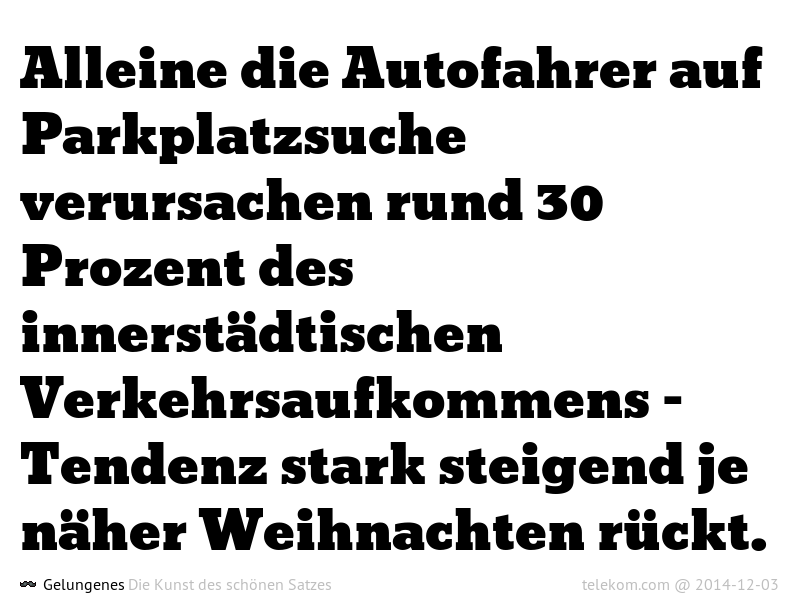 Alleine die Autofahrer auf
Parkplatzsuche
verursachen rund 30
Prozent des
innerstädtischen
Verkehrsaufkommens -
Tendenz stark steigend je
näher Weihnachten rückt.
Gelungenes Die Kunst des schönen Satzes telekom.com @ 2014-12-03